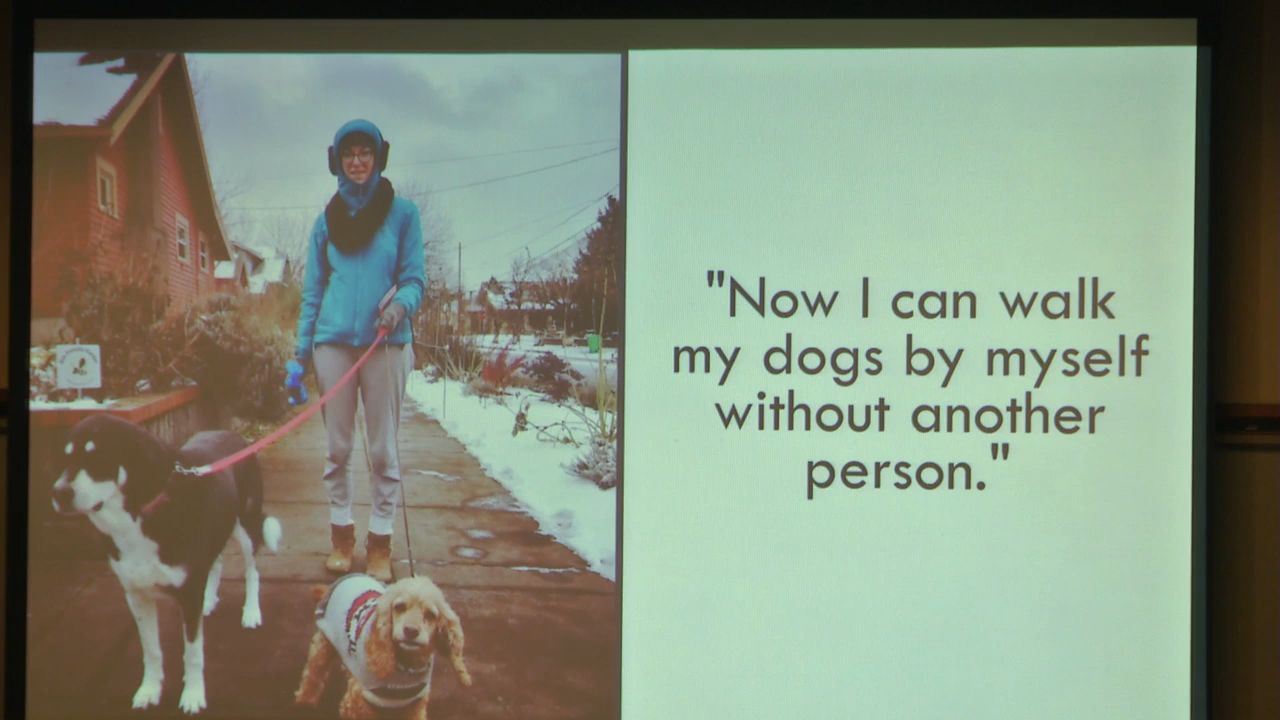 "Now I can walk
my dogs by myself
without another
person."